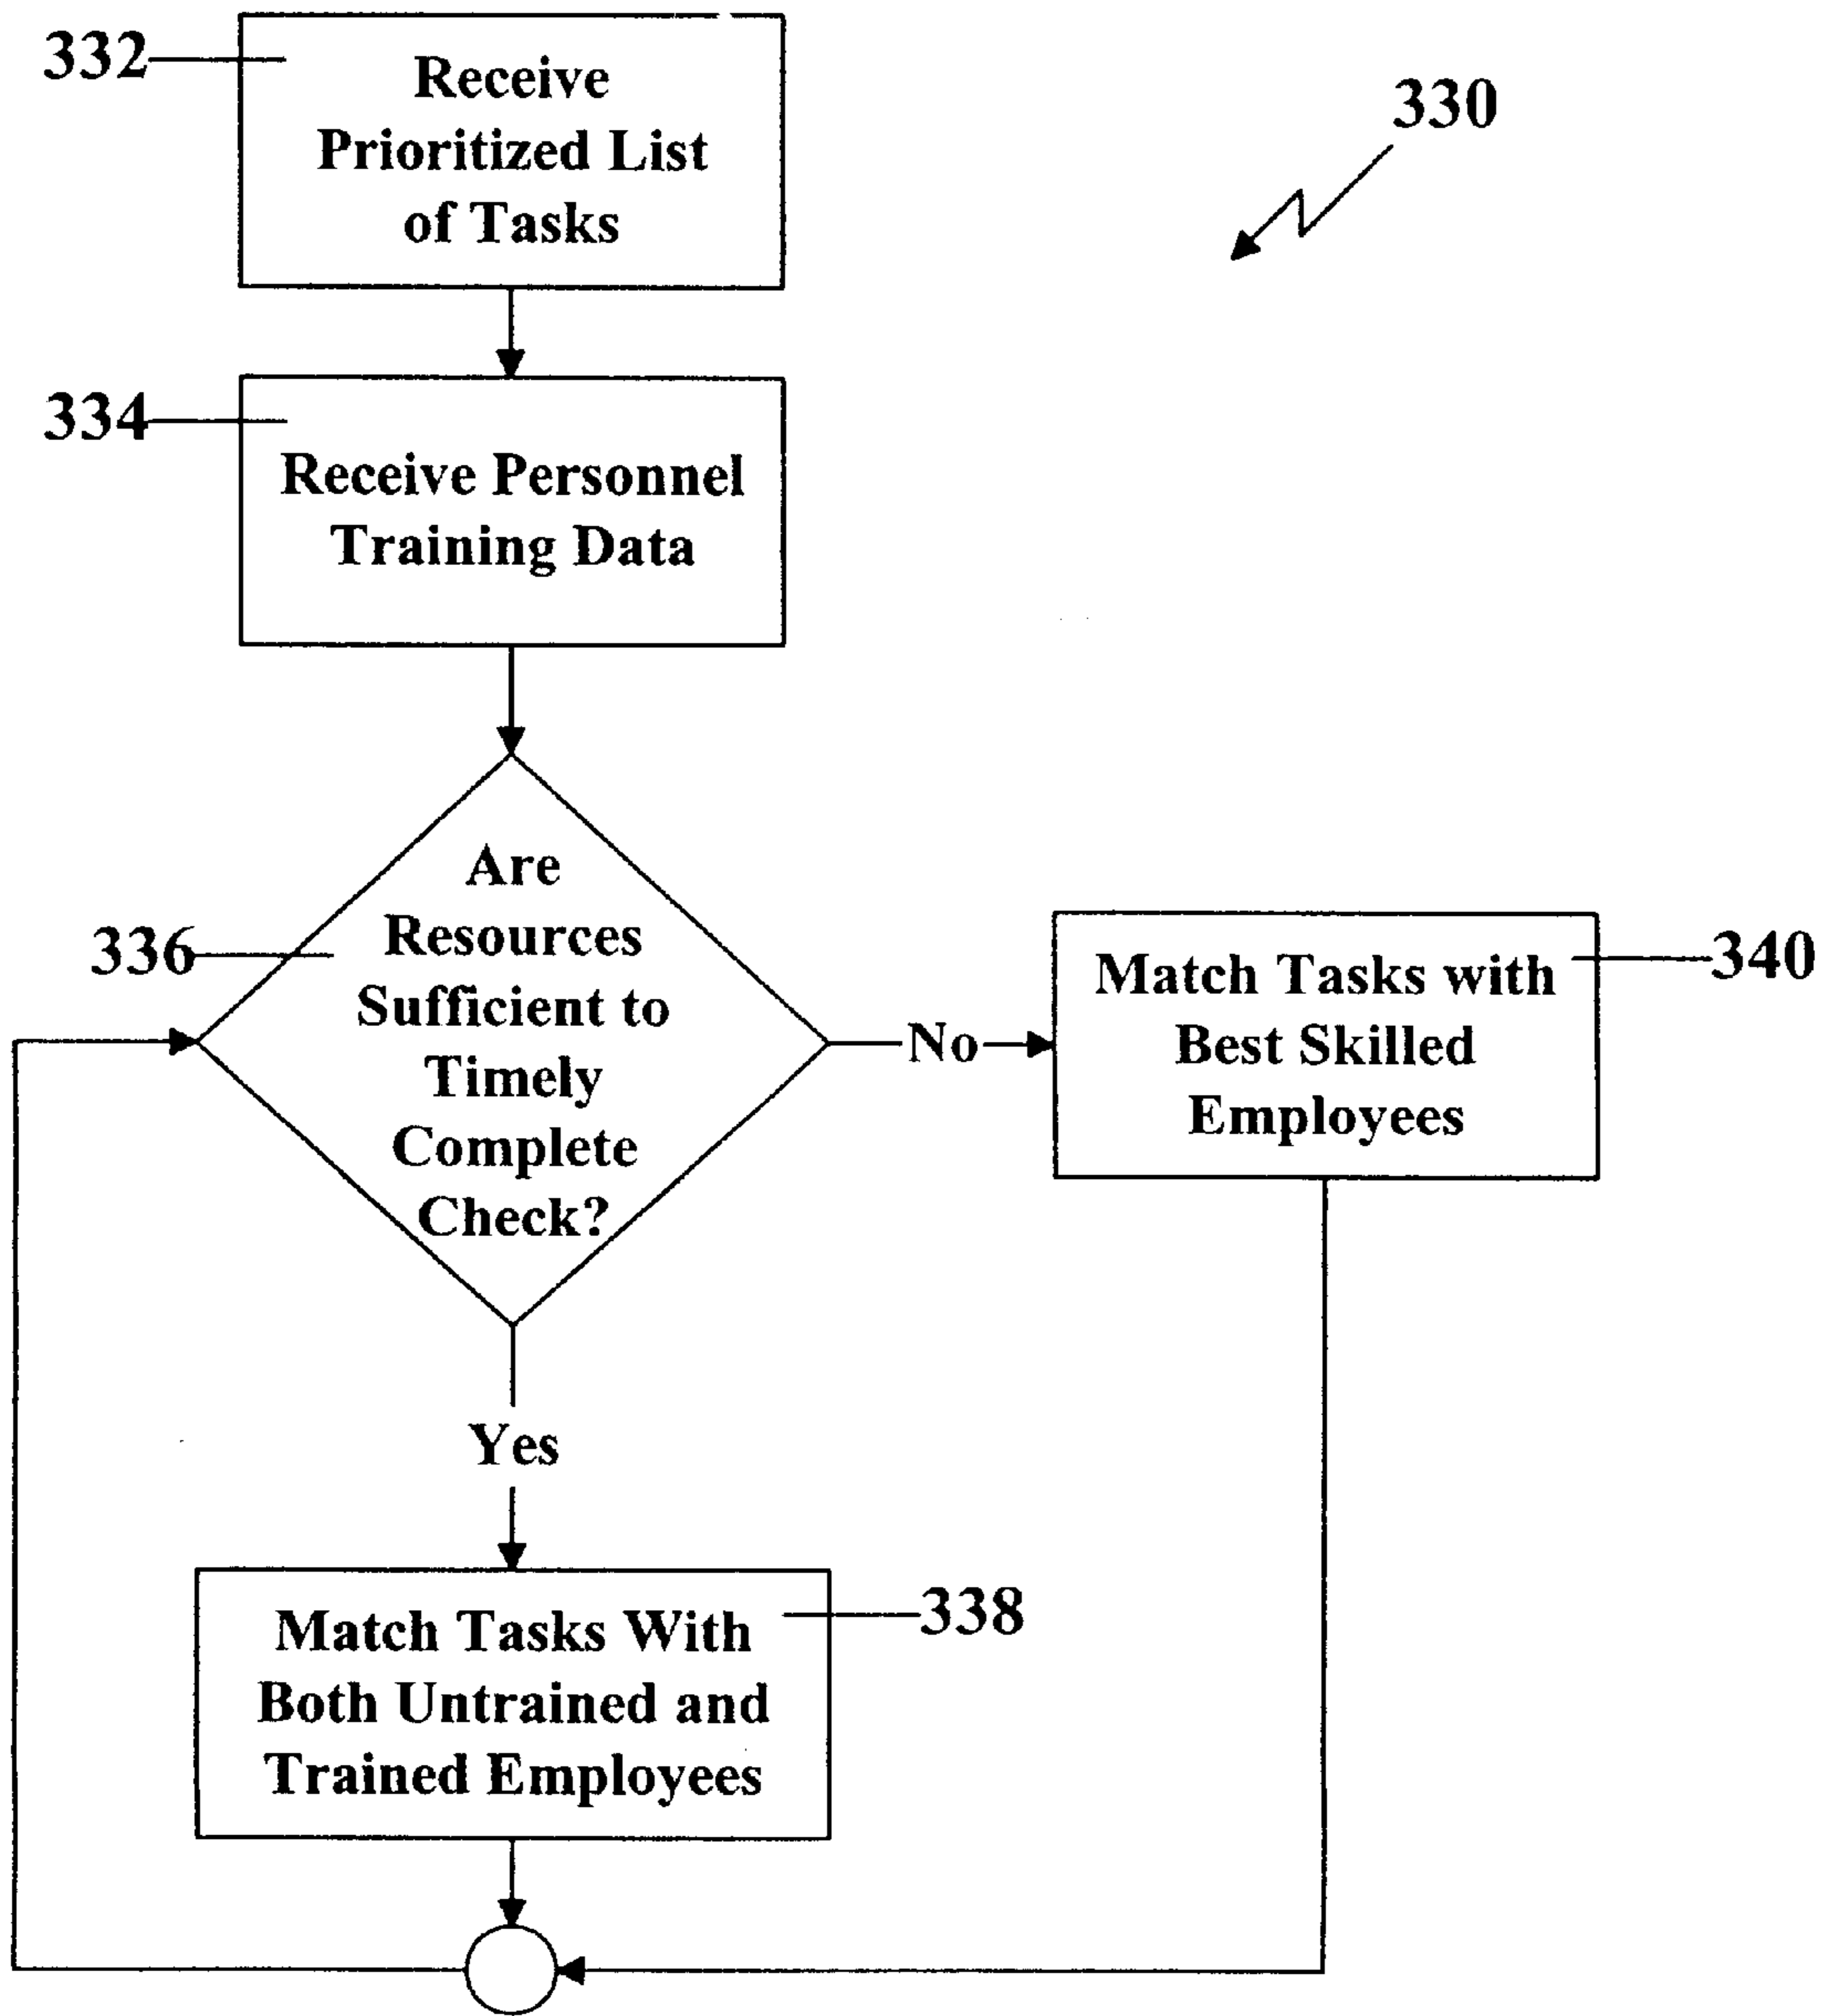 332
Receive
Prioritized List
of Tasks
330
334
Receive Personnel
Training Data
336
Are
Resources
Sufficient to
Timely
Complete
Check?
No
Match Tasks with
Best Skilled
Employees
340
Yes
Match Tasks With
Both Untrained and
Trained Employees
338